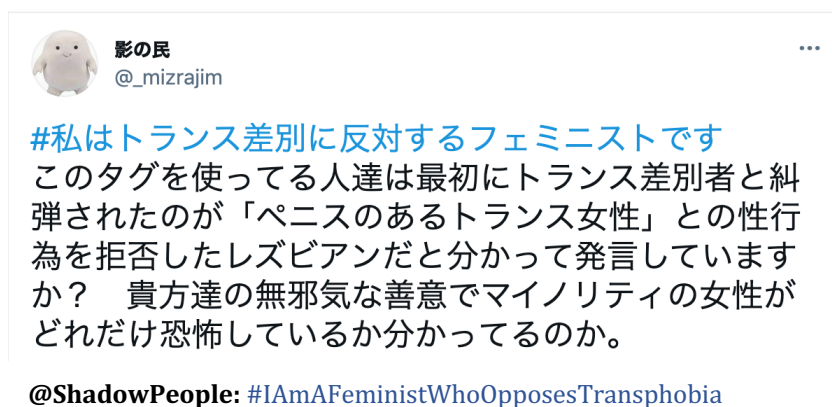 影の民
@_mizrajim
#私はトランス差別に反対するフェミニストです
このタグを使ってる人達は最初にトランス差別者と糾
弾されたのが「ペニスのあるトランス女性」との性行
為を拒否したレズビアンだと分かって発言しています
か？　貴方達の無邪気な善意でマイノリティの女性が
どれだけ恐怖しているか分かってるのか。
@ShadowPeople: #IAmAFeministWhoOpposesTransphobia